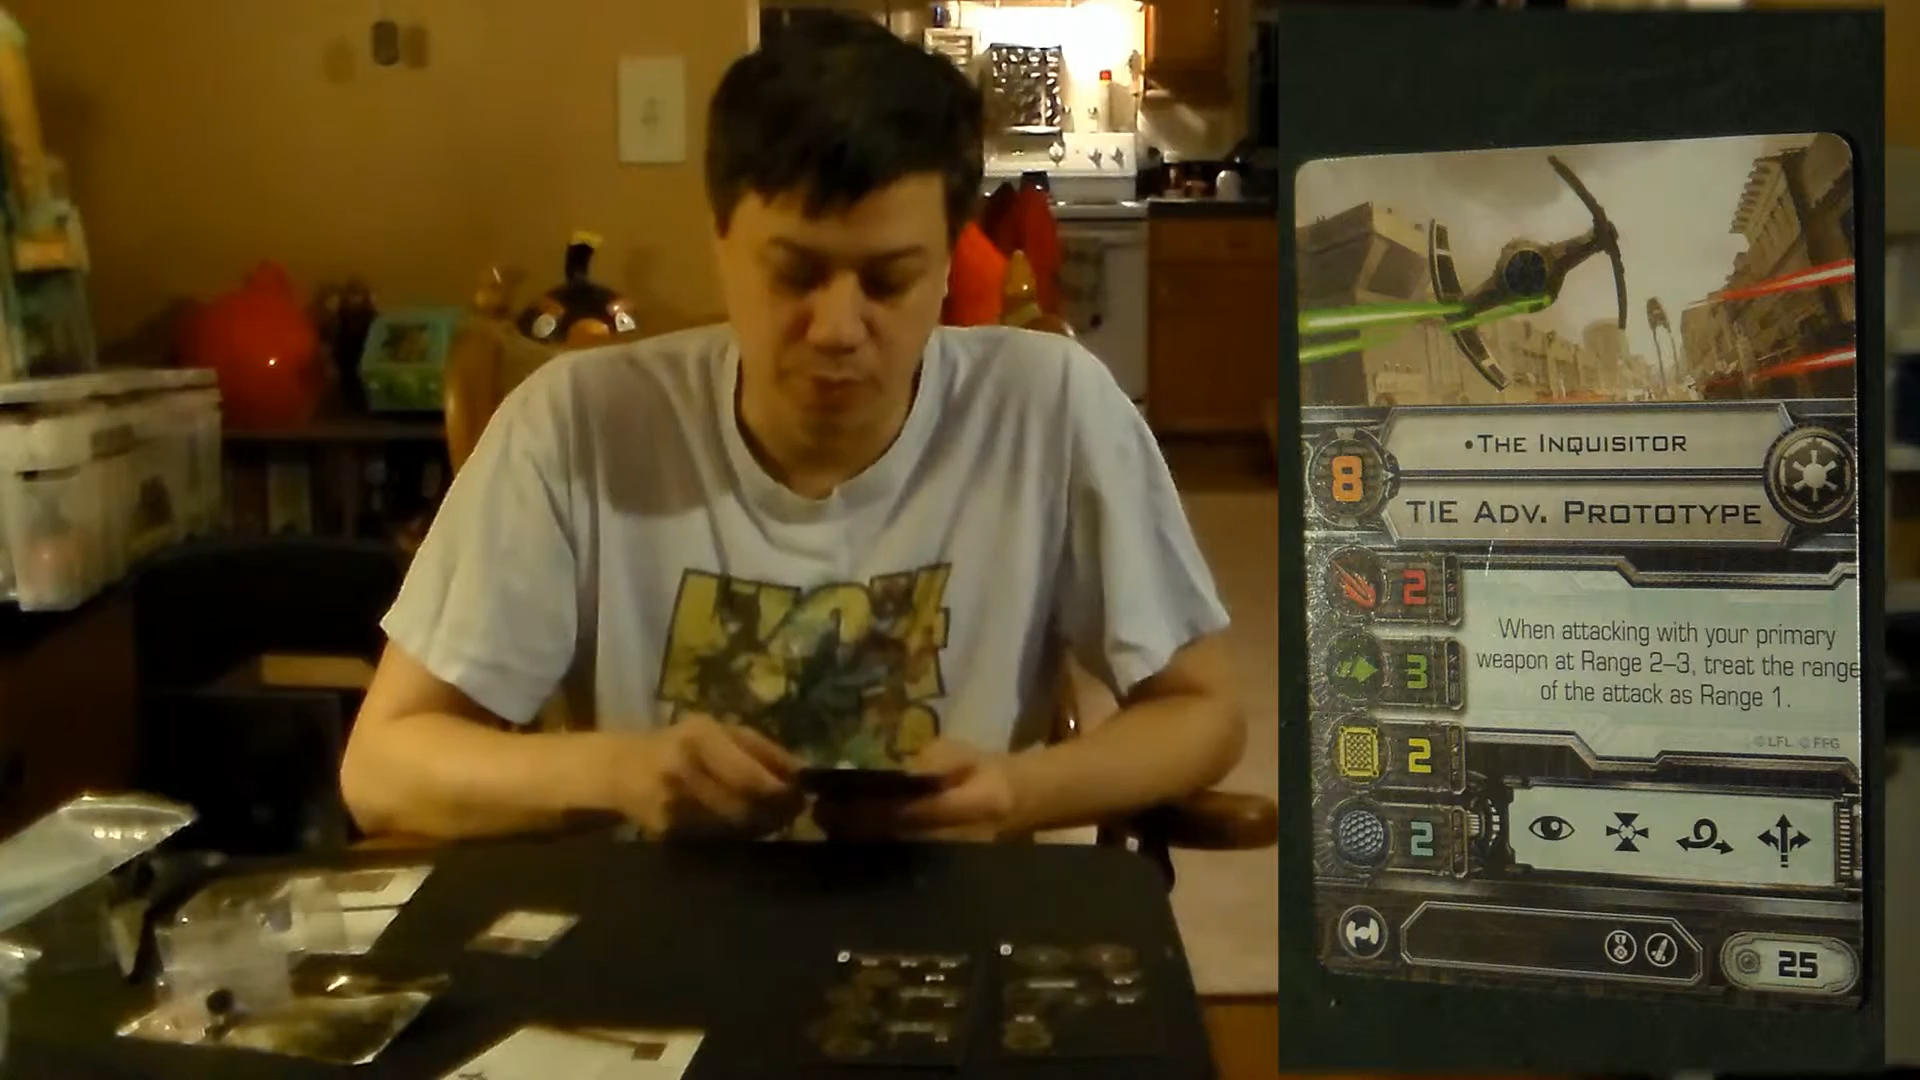 •The Inquisitor
8
TIE Adv. Prototype
2
3
2
2
When attacking with your primary
weapon at Range 2–3, treat the range
of the attack as Range 1.
©LFL ©FFG
25